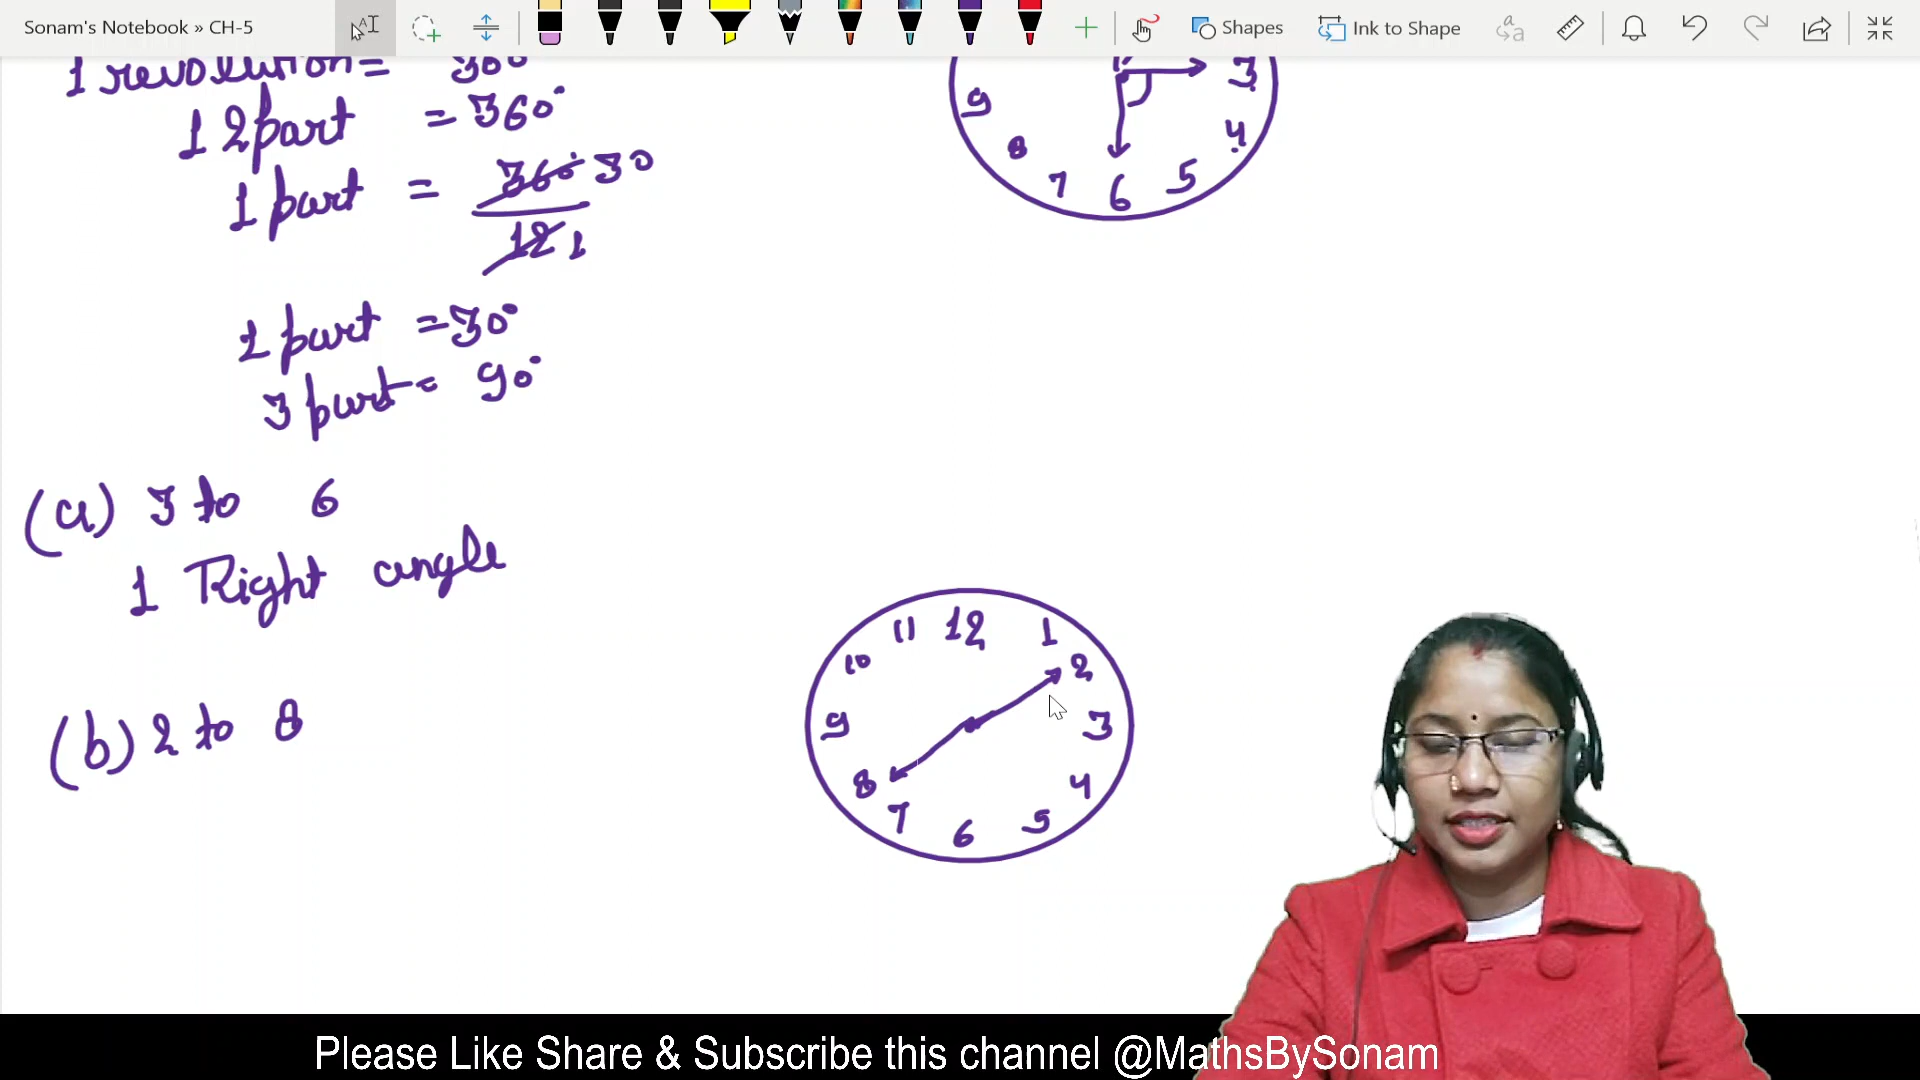 Sonam's Notebook » CH-5
Shapes
Ink to Shape
1 revolution = 360°
12 part = 360°
1 part = 360° 30
12 1
1 part = 30°
3 part = 90°
(a) 3 to 6
1 Right angle
(b) 2 to 8
3
9
4
8
5
7
6
12
11
1
10
2
9
3
8
4
7
5
6
Please Like Share & Subscribe this channel @MathsBySonam